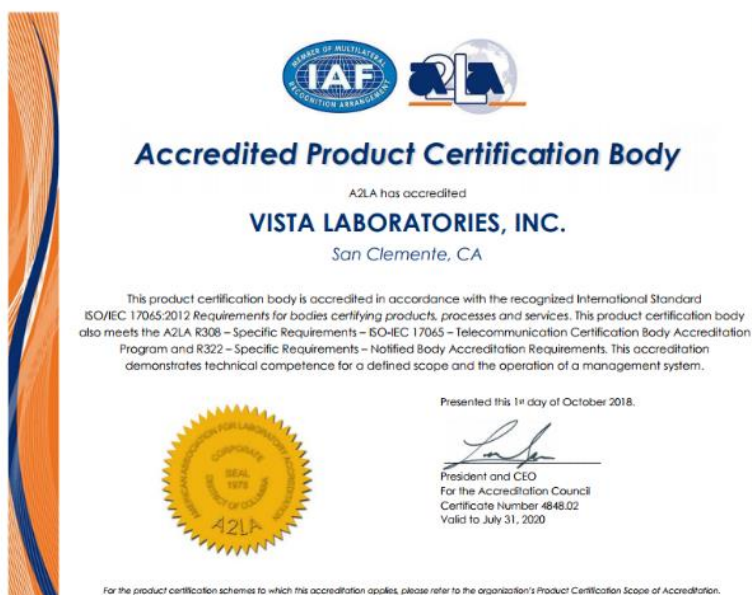 MEMBER OF MULTILATERAL
IAF
RECOGNITION ARRANGEMENT
A2LA
Accredited Product Certification Body
A2LA has accredited
VISTA LABORATORIES, INC.
San Clemente, CA
This product certification body is accredited in accordance with the recognized International Standard
ISO/IEC 17065:2012 Requirements for bodies certifying products, processes and services. This product certification body
also meets the A2LA R308 – Specific Requirements – ISO-IEC 17065 – Telecommunication Certification Body Accreditation
Program and R322 – Specific Requirements – Notified Body Accreditation Requirements. This accreditation
demonstrates technical competence for a defined scope and the operation of a management system.
Presented this 1st day of October 2018.
AMERICAN ASSOCIATION FOR LABORATORY ACCREDITATION
CORPORATE
SEAL
1978
DISTRICT OF COLUMBIA
A2LA
President and CEO
For the Accreditation Council
Certificate Number 4848.02
Valid to July 31, 2020
For the product certification schemes to which this accreditation applies, please refer to the organization's Product Certification Scope of Accreditation.